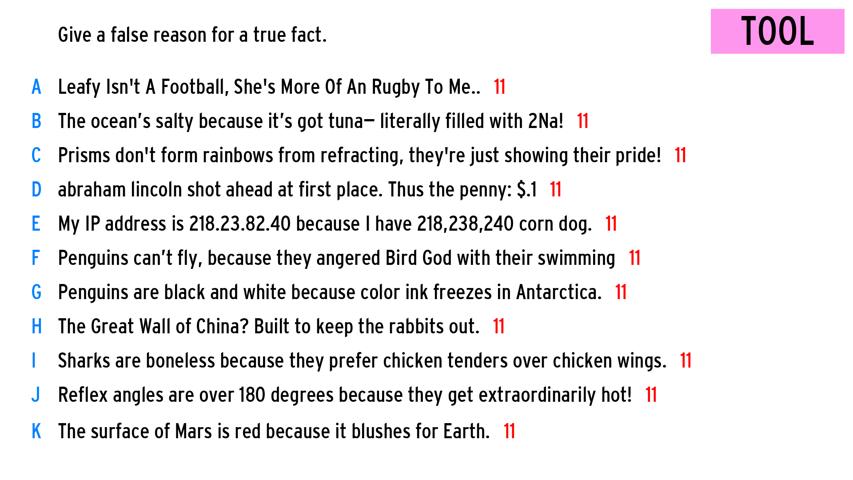 Give a false reason for a true fact.
TOOL
A Leafy Isn't A Football, She's More Of An Rugby To Me.. 11
B The ocean’s salty because it’s got tuna– literally filled with 2Na! 11
C Prisms don't form rainbows from refracting, they're just showing their pride! 11
D abraham lincoln shot ahead at first place. Thus the penny: $.1 11
E My IP address is 218.23.82.40 because I have 218,238,240 corn dog. 11
F Penguins can’t fly, because they angered Bird God with their swimming 11
G Penguins are black and white because color ink freezes in Antarctica. 11
H The Great Wall of China? Built to keep the rabbits out. 11
I Sharks are boneless because they prefer chicken tenders over chicken wings. 11
J Reflex angles are over 180 degrees because they get extraordinarily hot! 11
K The surface of Mars is red because it blushes for Earth. 11